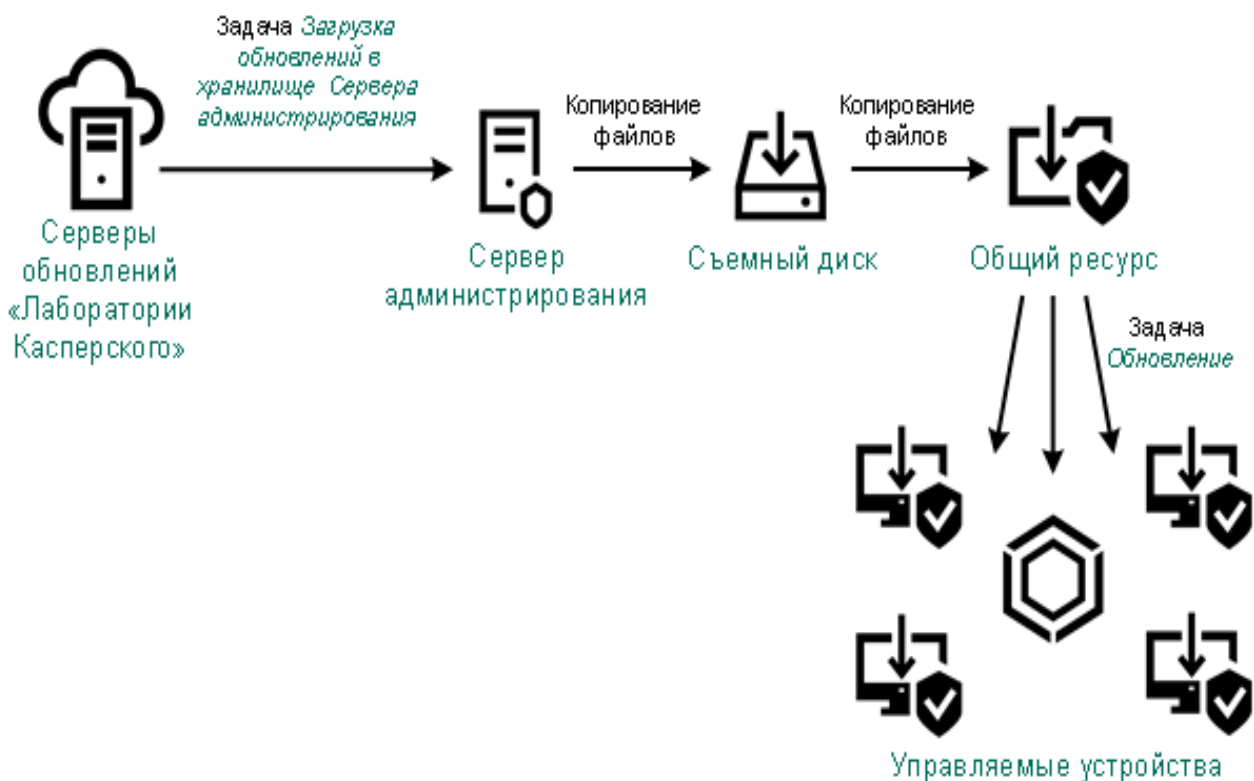 Задача Загрузка
обновлений в
хранилище Сервера
администрирования
Копирование
файлов
Копирование
файлов
Серверы
обновлений
«Лаборатории
Касперского»
Сервер
администрирования
Съемный диск
Общий ресурс
Задача
Обновление
Управляемые устройства